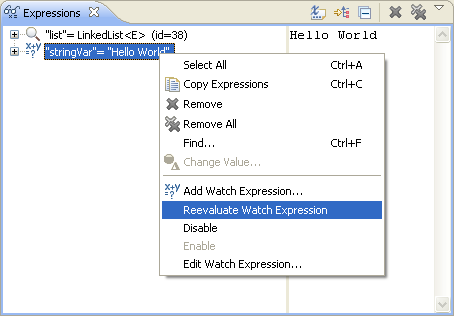 Expressions
"list"= LinkedList<E> (id=38)
Hello World
x+y
=?
"stringVar"= "Hello World"
Select All Ctrl+A
Copy Expressions Ctrl+C
Remove
Remove All
Find... Ctrl+F
Change Value...
x+y
=?
Add Watch Expression...
Reevaluate Watch Expression
Disable
Enable
Edit Watch Expression...